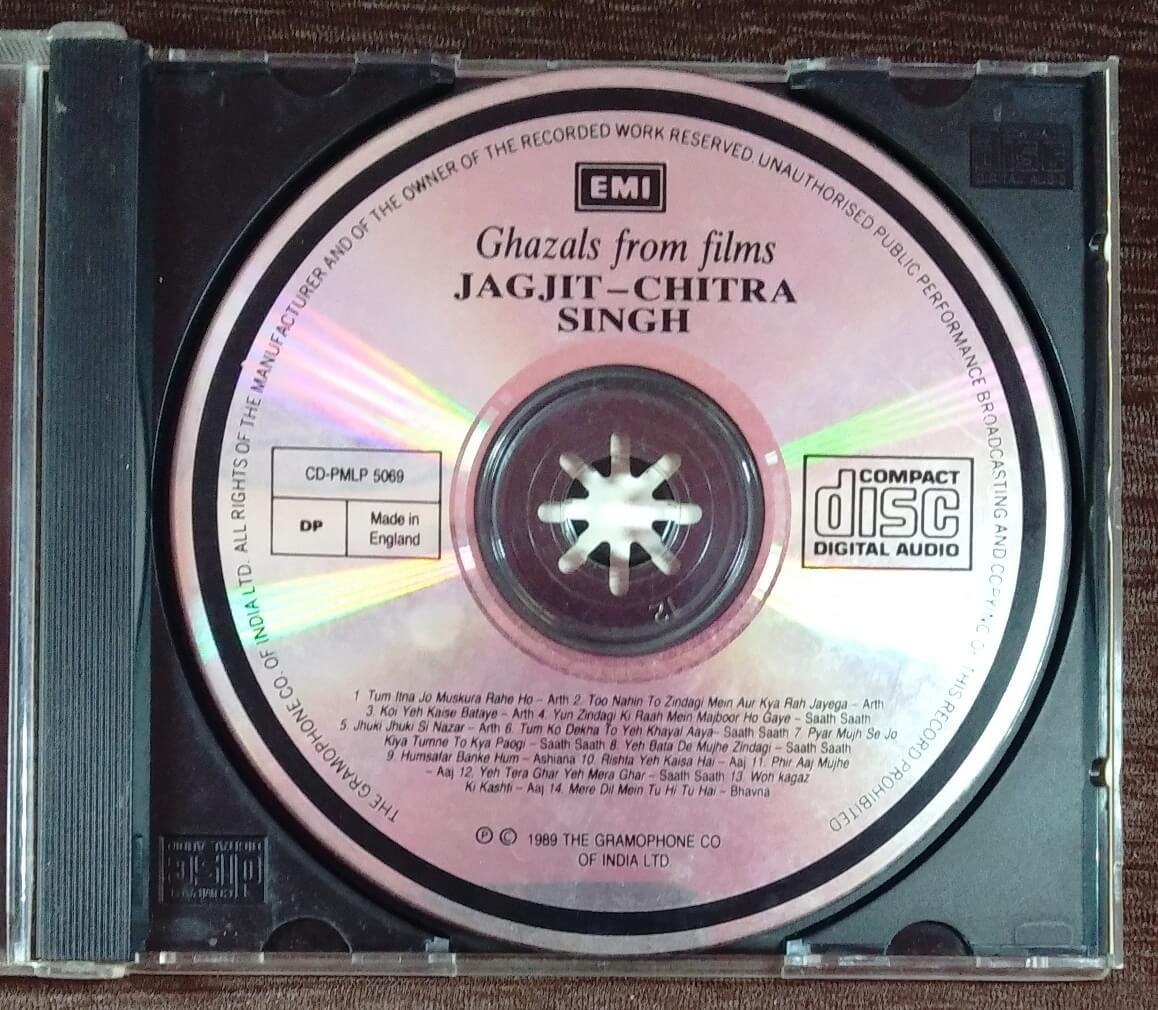 THE GRAMOPHONE CO. OF INDIA LTD. ALL RIGHTS OF THE MANUFACTURER AND OF THE OWNER OF THE RECORDED WORK RESERVED. UNAUTHORISED PUBLIC PERFORMANCE BROADCASTING AND COPYING OF THIS RECORD PROHIBITED
EMI
Ghazals from films
JAGJIT–CHITRA
SINGH
CD-PMLP 5069
DP
Made in
England
COMPACT
disc
DIGITAL AUDIO
12
1 Tum Itna Jo Muskura Rahe Ho – Arth 2. Too Nahin To Zindagi Mein Aur Kya Rah Jayega – Arth
3. Koi Yeh Kaise Bataye – Arth 4. Yun Zindagi Ki Raah Mein Majboor Ho Gaye – Saath Saath
5. Jhuki Jhuki Si Nazar – Arth 6. Tum Ko Dekha To Yeh Khayal Aaya– Saath Saath 7. Pyar Mujh Se Jo
Kiya Tumne To Kya Paogi – Saath Saath 8. Yeh Bata De Mujhe Zindagi – Saath Saath
9. Humsafar Banke Hum – Ashiana 10. Rishta Yeh Kaisa Hai – Aaj 11. Phir Aaj Mujhe
– Aaj 12. Yeh Tera Ghar Yeh Mera Ghar – Saath Saath 13. Woh kagaz
Ki Kashti – Aaj 14. Mere Dil Mein Tu Hi Tu Hai – Bhavna
℗ © 1989 THE GRAMOPHONE CO
OF INDIA LTD.
disc
DIGITAL AUDIO
COMPACT
disc
DIGITAL AUDIO